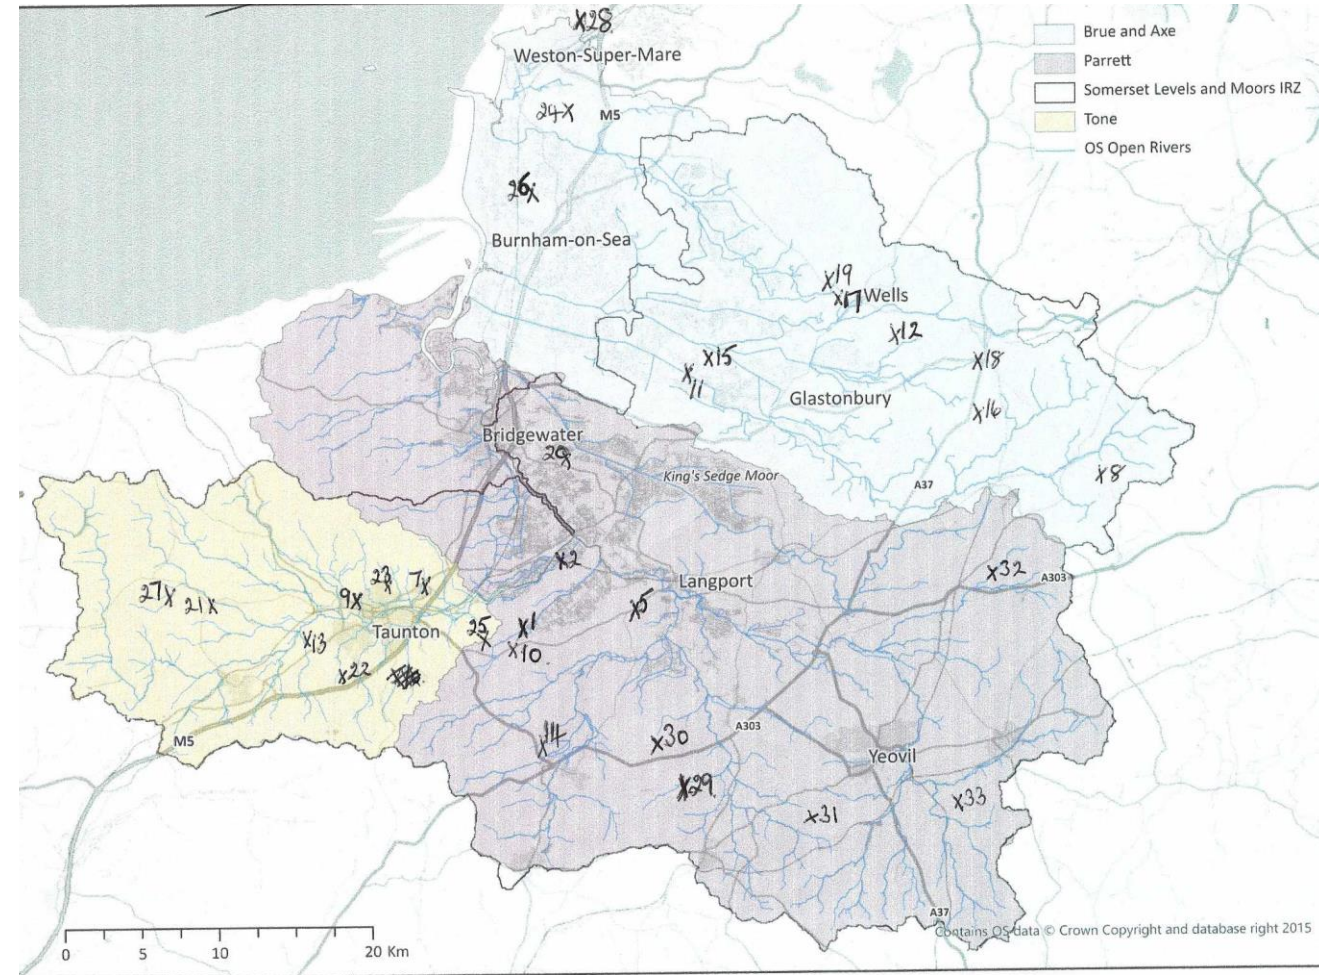 X28
Weston-Super-Mare
24X
M5
26x
Burnham-on-Sea
Brue and Axe
Parrett
Somerset Levels and Moors IRZ
Tone
OS Open Rivers
X19
X17 Wells
X12
X15
X18
X
11
Glastonbury
X16
Bridgewater
King's Sedge Moor
A37
X8
X2
Langport
X32
A303
27X
21X
23
X
7X
9X
X5
25
X
X1
Taunton
X13
X10
X22
M5
X14
X30
A303
Yeovil
X29
X31
X33
A37
0
5
10
20 Km
Contains OS data © Crown Copyright and database right 2015